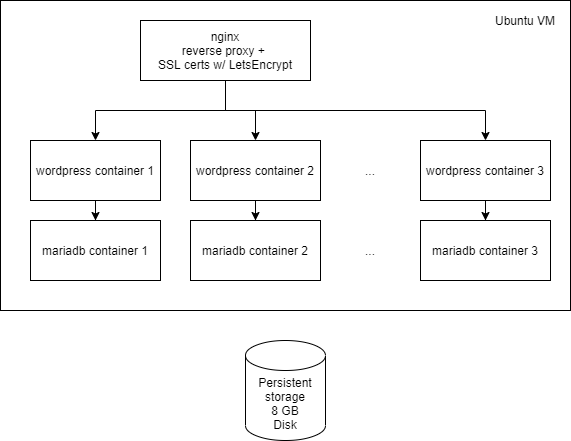 Ubuntu VM
nginx
reverse proxy +
SSL certs w/ LetsEncrypt
wordpress container 1
wordpress container 2
...
wordpress container 3
mariadb container 1
mariadb container 2
...
mariadb container 3
Persistent
storage
8 GB
Disk